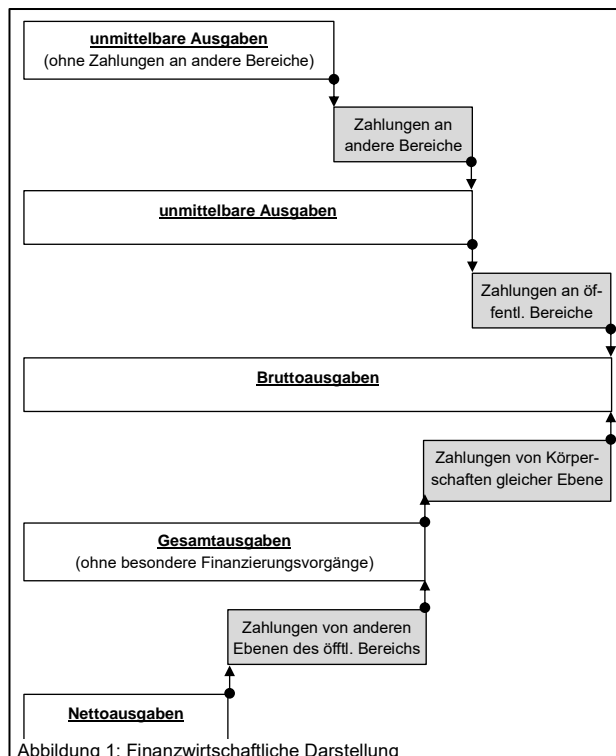 unmittelbare Ausgaben
(ohne Zahlungen an andere Bereiche)
Zahlungen an
andere Bereiche
unmittelbare Ausgaben
Zahlungen an öf-
fentl. Bereiche
Bruttoausgaben
Zahlungen von Körper-
schaften gleicher Ebene
Gesamtausgaben
(ohne besondere Finanzierungsvorgänge)
Zahlungen von anderen
Ebenen des öfftl. Bereichs
Nettoausgaben
Abbildung 1: Finanzwirtschaftliche Darstellung